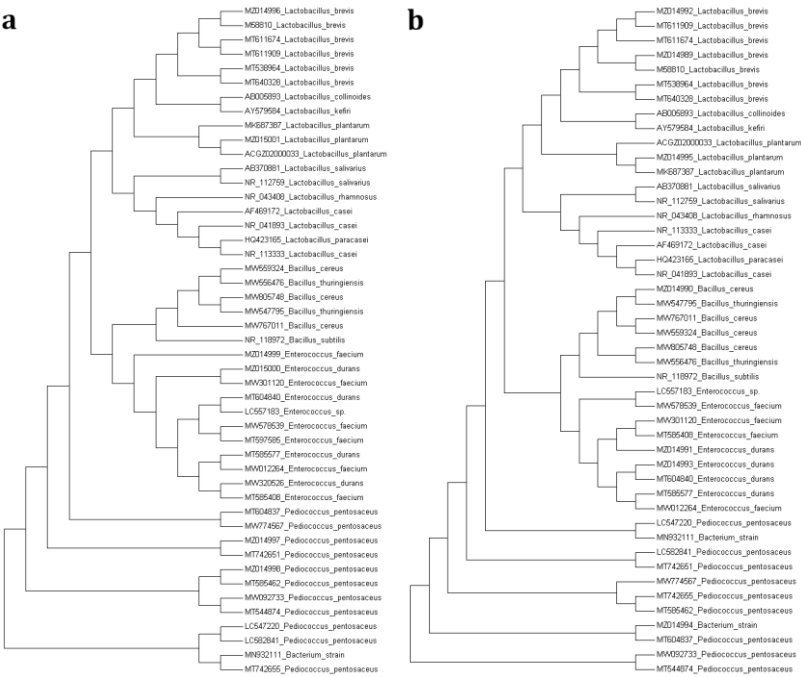 a
MZ014996_Lactobacillus_brevis
M58810_Lactobacillus_brevis
MT611674_Lactobacillus_brevis
MT611909_Lactobacillus_brevis
MT538964_Lactobacillus_brevis
MT640328_Lactobacillus_brevis
AB005893_Lactobacillus_collinoides
AY579584_Lactobacillus_kefiri
MK687387_Lactobacillus_plantarum
MZ015001_Lactobacillus_plantarum
ACGZ02000033_Lactobacillus_plantarum
AB370881_Lactobacillus_salivarius
NR_112759_Lactobacillus_salivarius
NR_043408_Lactobacillus_rhamnosus
AF469172_Lactobacillus_casei
NR_041893_Lactobacillus_casei
HQ423165_Lactobacillus_paracasei
NR_113333_Lactobacillus_casei
MW559324_Bacillus_cereus
MW556476_Bacillus_thuringiensis
MW805748_Bacillus_cereus
MW547795_Bacillus_thuringiensis
MW767011_Bacillus_cereus
NR_118972_Bacillus_subtilis
MZ014999_Enterococcus_faecium
MZ015000_Enterococcus_durans
MW301120_Enterococcus_faecium
MT604840_Enterococcus_durans
LC557183_Enterococcus_sp.
MW578539_Enterococcus_faecium
MT597585_Enterococcus_faecium
MT585577_Enterococcus_durans
MW012264_Enterococcus_faecium
MW320526_Enterococcus_durans
MT585408_Enterococcus_faecium
MT604837_Pediococcus_pentosaceus
MW774567_Pediococcus_pentosaceus
MZ014997_Pediococcus_pentosaceus
MT742651_Pediococcus_pentosaceus
MZ014998_Pediococcus_pentosaceus
MT585462_Pediococcus_pentosaceus
MW092733_Pediococcus_pentosaceus
MT544874_Pediococcus_pentosaceus
LC547220_Pediococcus_pentosaceus
LC582841_Pediococcus_pentosaceus
MN932111_Bacterium_strain
MT742655_Pediococcus_pentosaceus
b
MZ014992_Lactobacillus_brevis
MT611909_Lactobacillus_brevis
MT611674_Lactobacillus_brevis
MZ014989_Lactobacillus_brevis
M58810_Lactobacillus_brevis
MT538964_Lactobacillus_brevis
MT640328_Lactobacillus_brevis
AB005893_Lactobacillus_collinoides
AY579584_Lactobacillus_kefiri
ACGZ02000033_Lactobacillus_plantarum
MZ014995_Lactobacillus_plantarum
MK687387_Lactobacillus_plantarum
AB370881_Lactobacillus_salivarius
NR_112759_Lactobacillus_salivarius
NR_043408_Lactobacillus_rhamnosus
NR_113333_Lactobacillus_casei
AF469172_Lactobacillus_casei
HQ423165_Lactobacillus_paracasei
NR_041893_Lactobacillus_casei
MZ014990_Bacillus_cereus
MW547795_Bacillus_thuringiensis
MW767011_Bacillus_cereus
MW559324_Bacillus_cereus
MW805748_Bacillus_cereus
MW556476_Bacillus_thuringiensis
NR_118972_Bacillus_subtilis
LC557183_Enterococcus_sp.
MW578539_Enterococcus_faecium
MW301120_Enterococcus_faecium
MT585408_Enterococcus_faecium
MZ014991_Enterococcus_durans
MZ014993_Enterococcus_durans
MT604840_Enterococcus_durans
MT585577_Enterococcus_durans
MW012264_Enterococcus_faecium
LC547220_Pediococcus_pentosaceus
MN932111_Bacterium_strain
LC582841_Pediococcus_pentosaceus
MT742651_Pediococcus_pentosaceus
MW774567_Pediococcus_pentosaceus
MT742655_Pediococcus_pentosaceus
MT585462_Pediococcus_pentosaceus
MZ014994_Bacterium_strain
MT604837_Pediococcus_pentosaceus
MW092733_Pediococcus_pentosaceus
MT544874_Pediococcus_pentosaceus